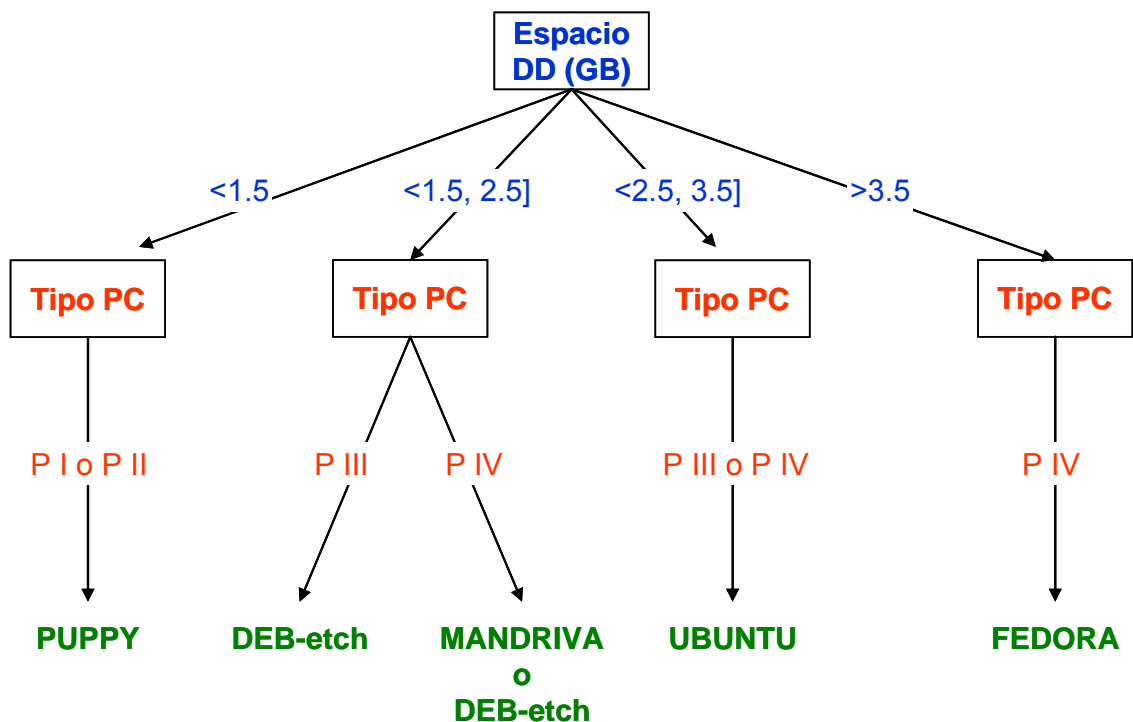 Espacio
DD (GB)
<1.5
<1.5, 2.5]
<2.5, 3.5]
>3.5
Tipo PC
Tipo PC
Tipo PC
Tipo PC
P I o P II
P III
P IV
P III o P IV
P IV
PUPPY
DEB-etch
MANDRIVA
o
DEB-etch
UBUNTU
FEDORA